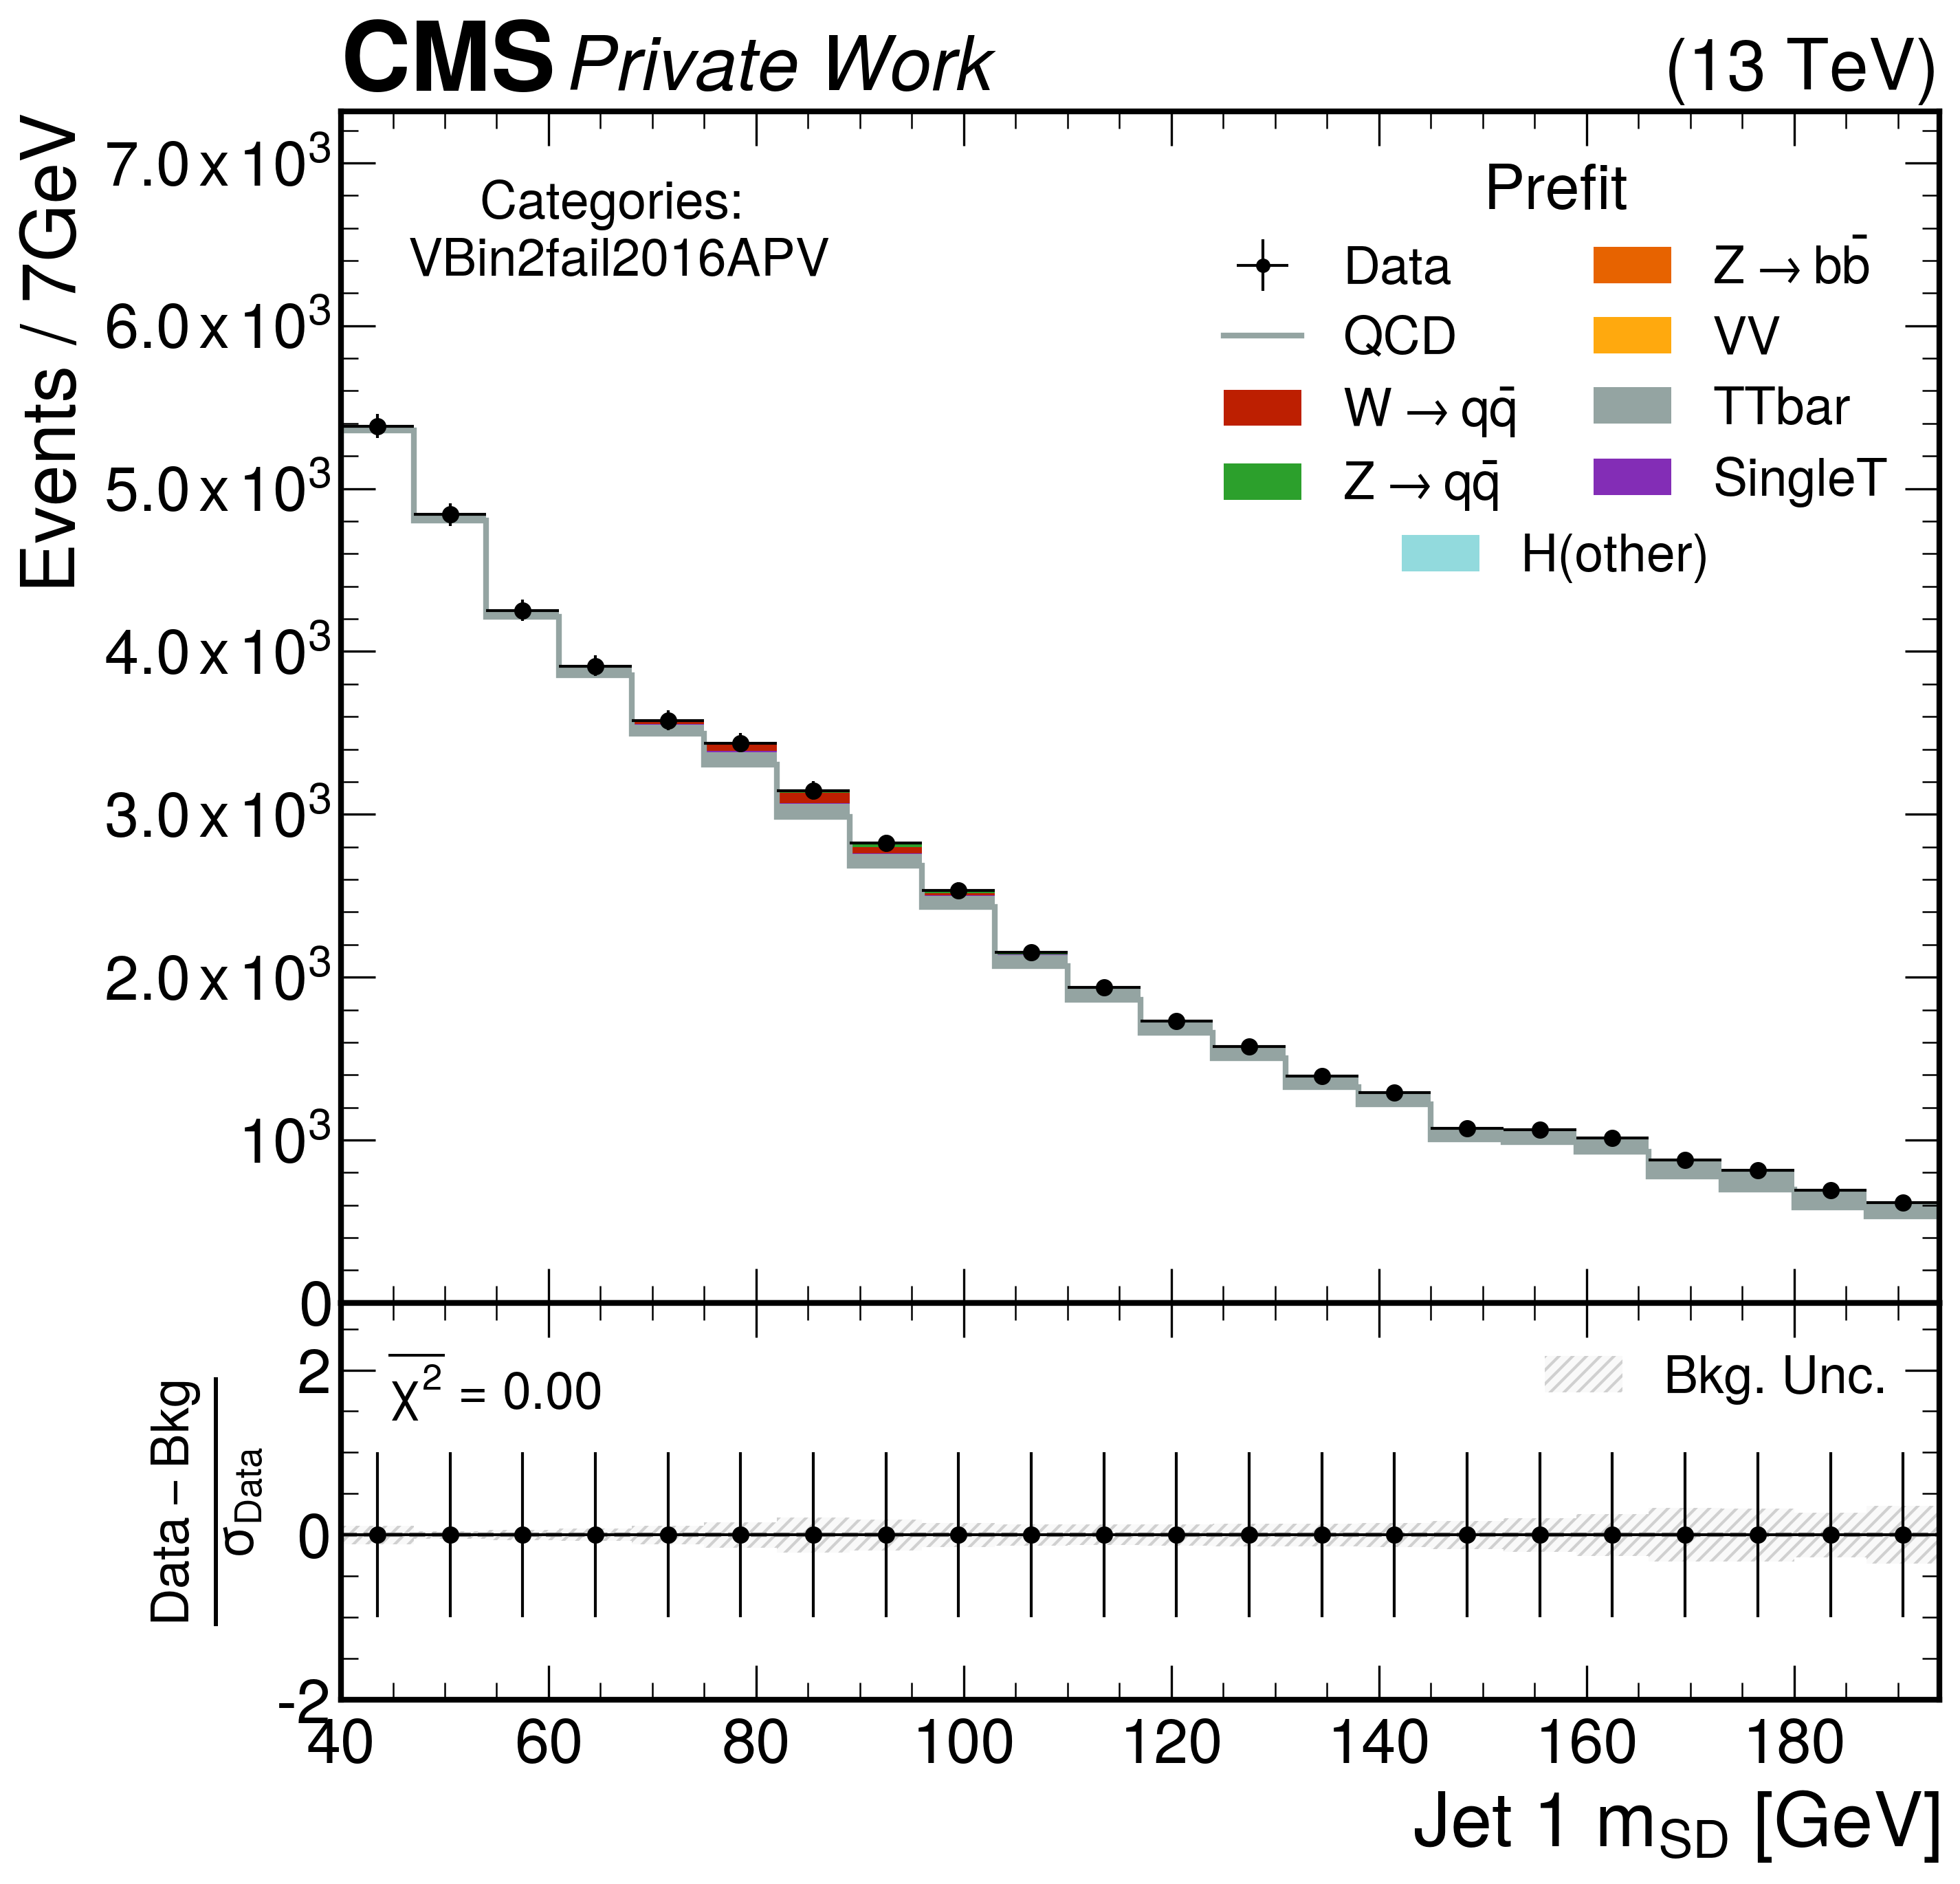 CMS Private Work (13 TeV)
Events / 7GeV
7.0 x 10³
6.0 x 10³
5.0 x 10³
4.0 x 10³
3.0 x 10³
2.0 x 10³
10³
0
Categories:
VBin2fail2016APV
Prefit
Data
QCD
W → qq̄
Z → qq̄
Z → bb̄
VV
TTbar
SingleT
H(other)
Data − Bkg
σ_Data
2
0
-2
χ² = 0.00
Bkg. Unc.
40 60 80 100 120 140 160 180
Jet 1 m_SD [GeV]